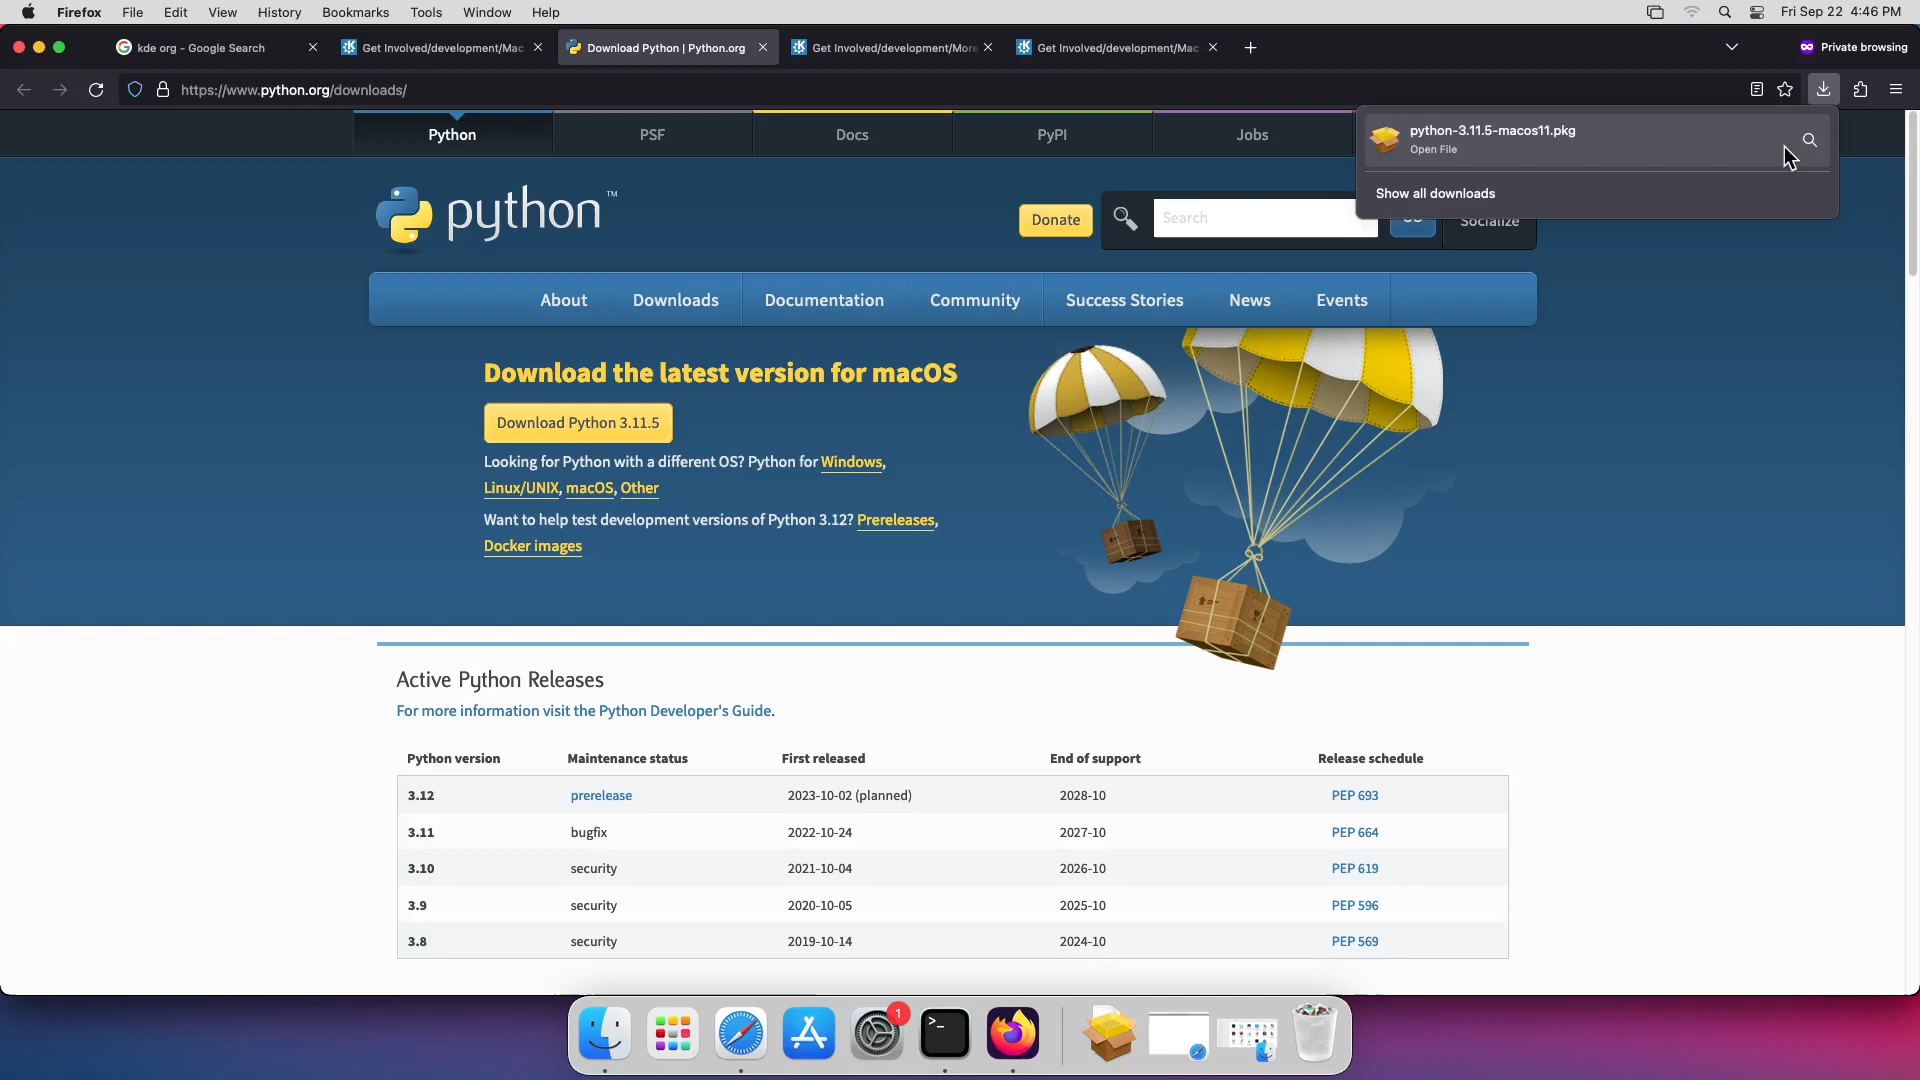 Firefox File Edit View History Bookmarks Tools Window Help Fri Sep 22 4:46 PM
kde org - Google Search Get Involved/development/Mac Download Python | Python.org Get Involved/development/More Get Involved/development/Mac Private browsing
https://www.python.org/downloads/
python-3.11.5-macos11.pkg
Open File
Show all downloads
Python PSF Docs PyPI Jobs
python™
Donate Search Socialize
About Downloads Documentation Community Success Stories News Events
Download the latest version for macOS
Download Python 3.11.5
Looking for Python with a different OS? Python for Windows,
Linux/UNIX, macOS, Other
Want to help test development versions of Python 3.12? Prereleases,
Docker images
Active Python Releases
For more information visit the Python Developer's Guide.
Python version Maintenance status First released End of support Release schedule
3.12 prerelease 2023-10-02 (planned) 2028-10 PEP 693
3.11 bugfix 2022-10-24 2027-10 PEP 664
3.10 security 2021-10-04 2026-10 PEP 619
3.9 security 2020-10-05 2025-10 PEP 596
3.8 security 2019-10-14 2024-10 PEP 569
1